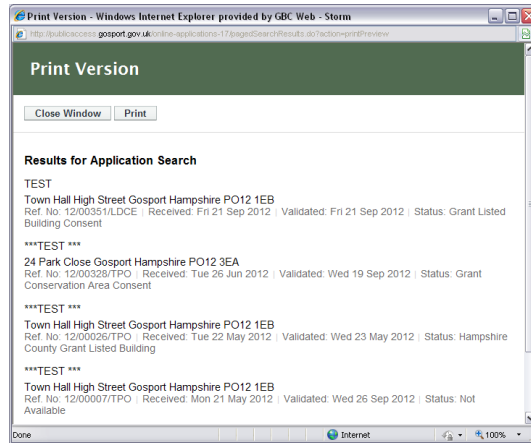 Print Version - Windows Internet Explorer provided by GBC Web - Storm
http://publicaccess.gosport.gov.uk/online-applications-17/pagedSearchResults.do?action=printPreview
Print Version
Close Window Print
Results for Application Search
TEST
Town Hall High Street Gosport Hampshire PO12 1EB
Ref. No: 12/00351/LDCE | Received: Fri 21 Sep 2012 | Validated: Fri 21 Sep 2012 | Status: Grant Listed
Building Consent
***TEST ***
24 Park Close Gosport Hampshire PO12 3EA
Ref. No: 12/00328/TPO | Received: Tue 26 Jun 2012 | Validated: Wed 19 Sep 2012 | Status: Grant
Conservation Area Consent
***TEST ***
Town Hall High Street Gosport Hampshire PO12 1EB
Ref. No: 12/00026/TPO | Received: Tue 22 May 2012 | Validated: Wed 23 May 2012 | Status: Hampshire
County Grant Listed Building
***TEST ***
Town Hall High Street Gosport Hampshire PO12 1EB
Ref. No: 12/00007/TPO | Received: Mon 21 May 2012 | Validated: Wed 26 Sep 2012 | Status: Not
Available
Done Internet 100%